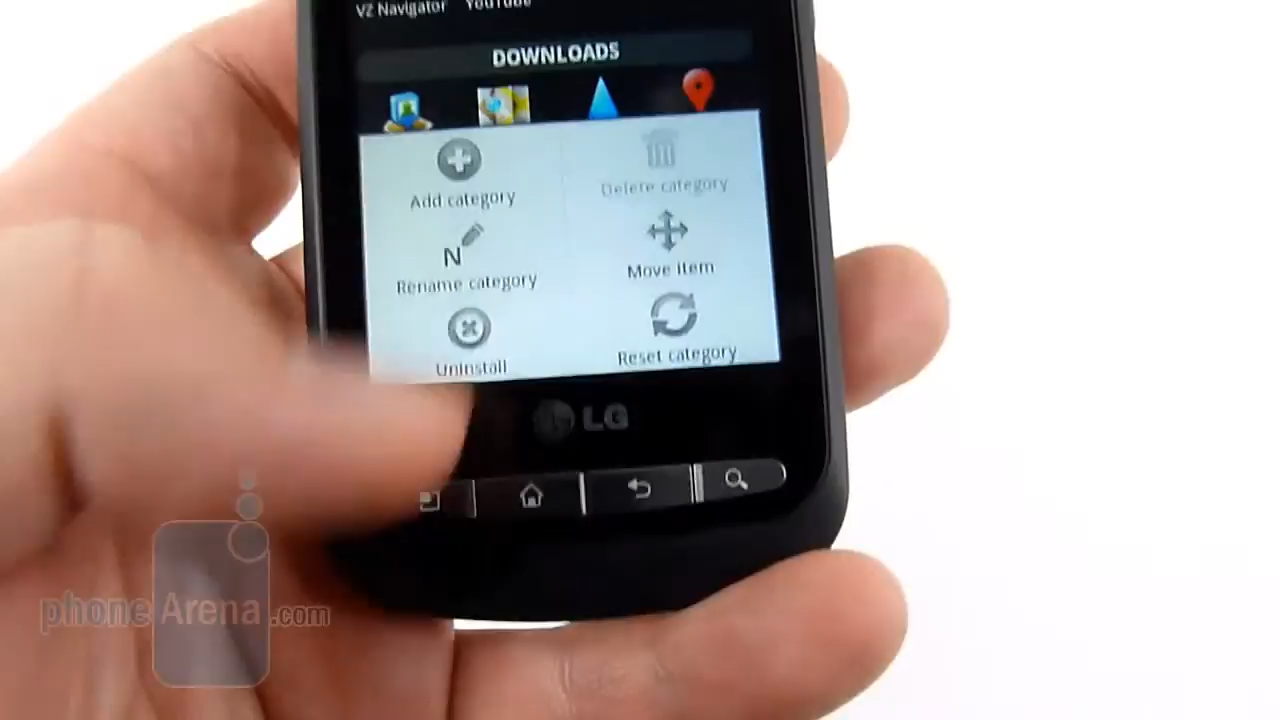 VZ Navigator YouTube
DOWNLOADS
Add category Delete category
N
Rename category Move item
Uninstall Reset category
LG
phoneArena.com